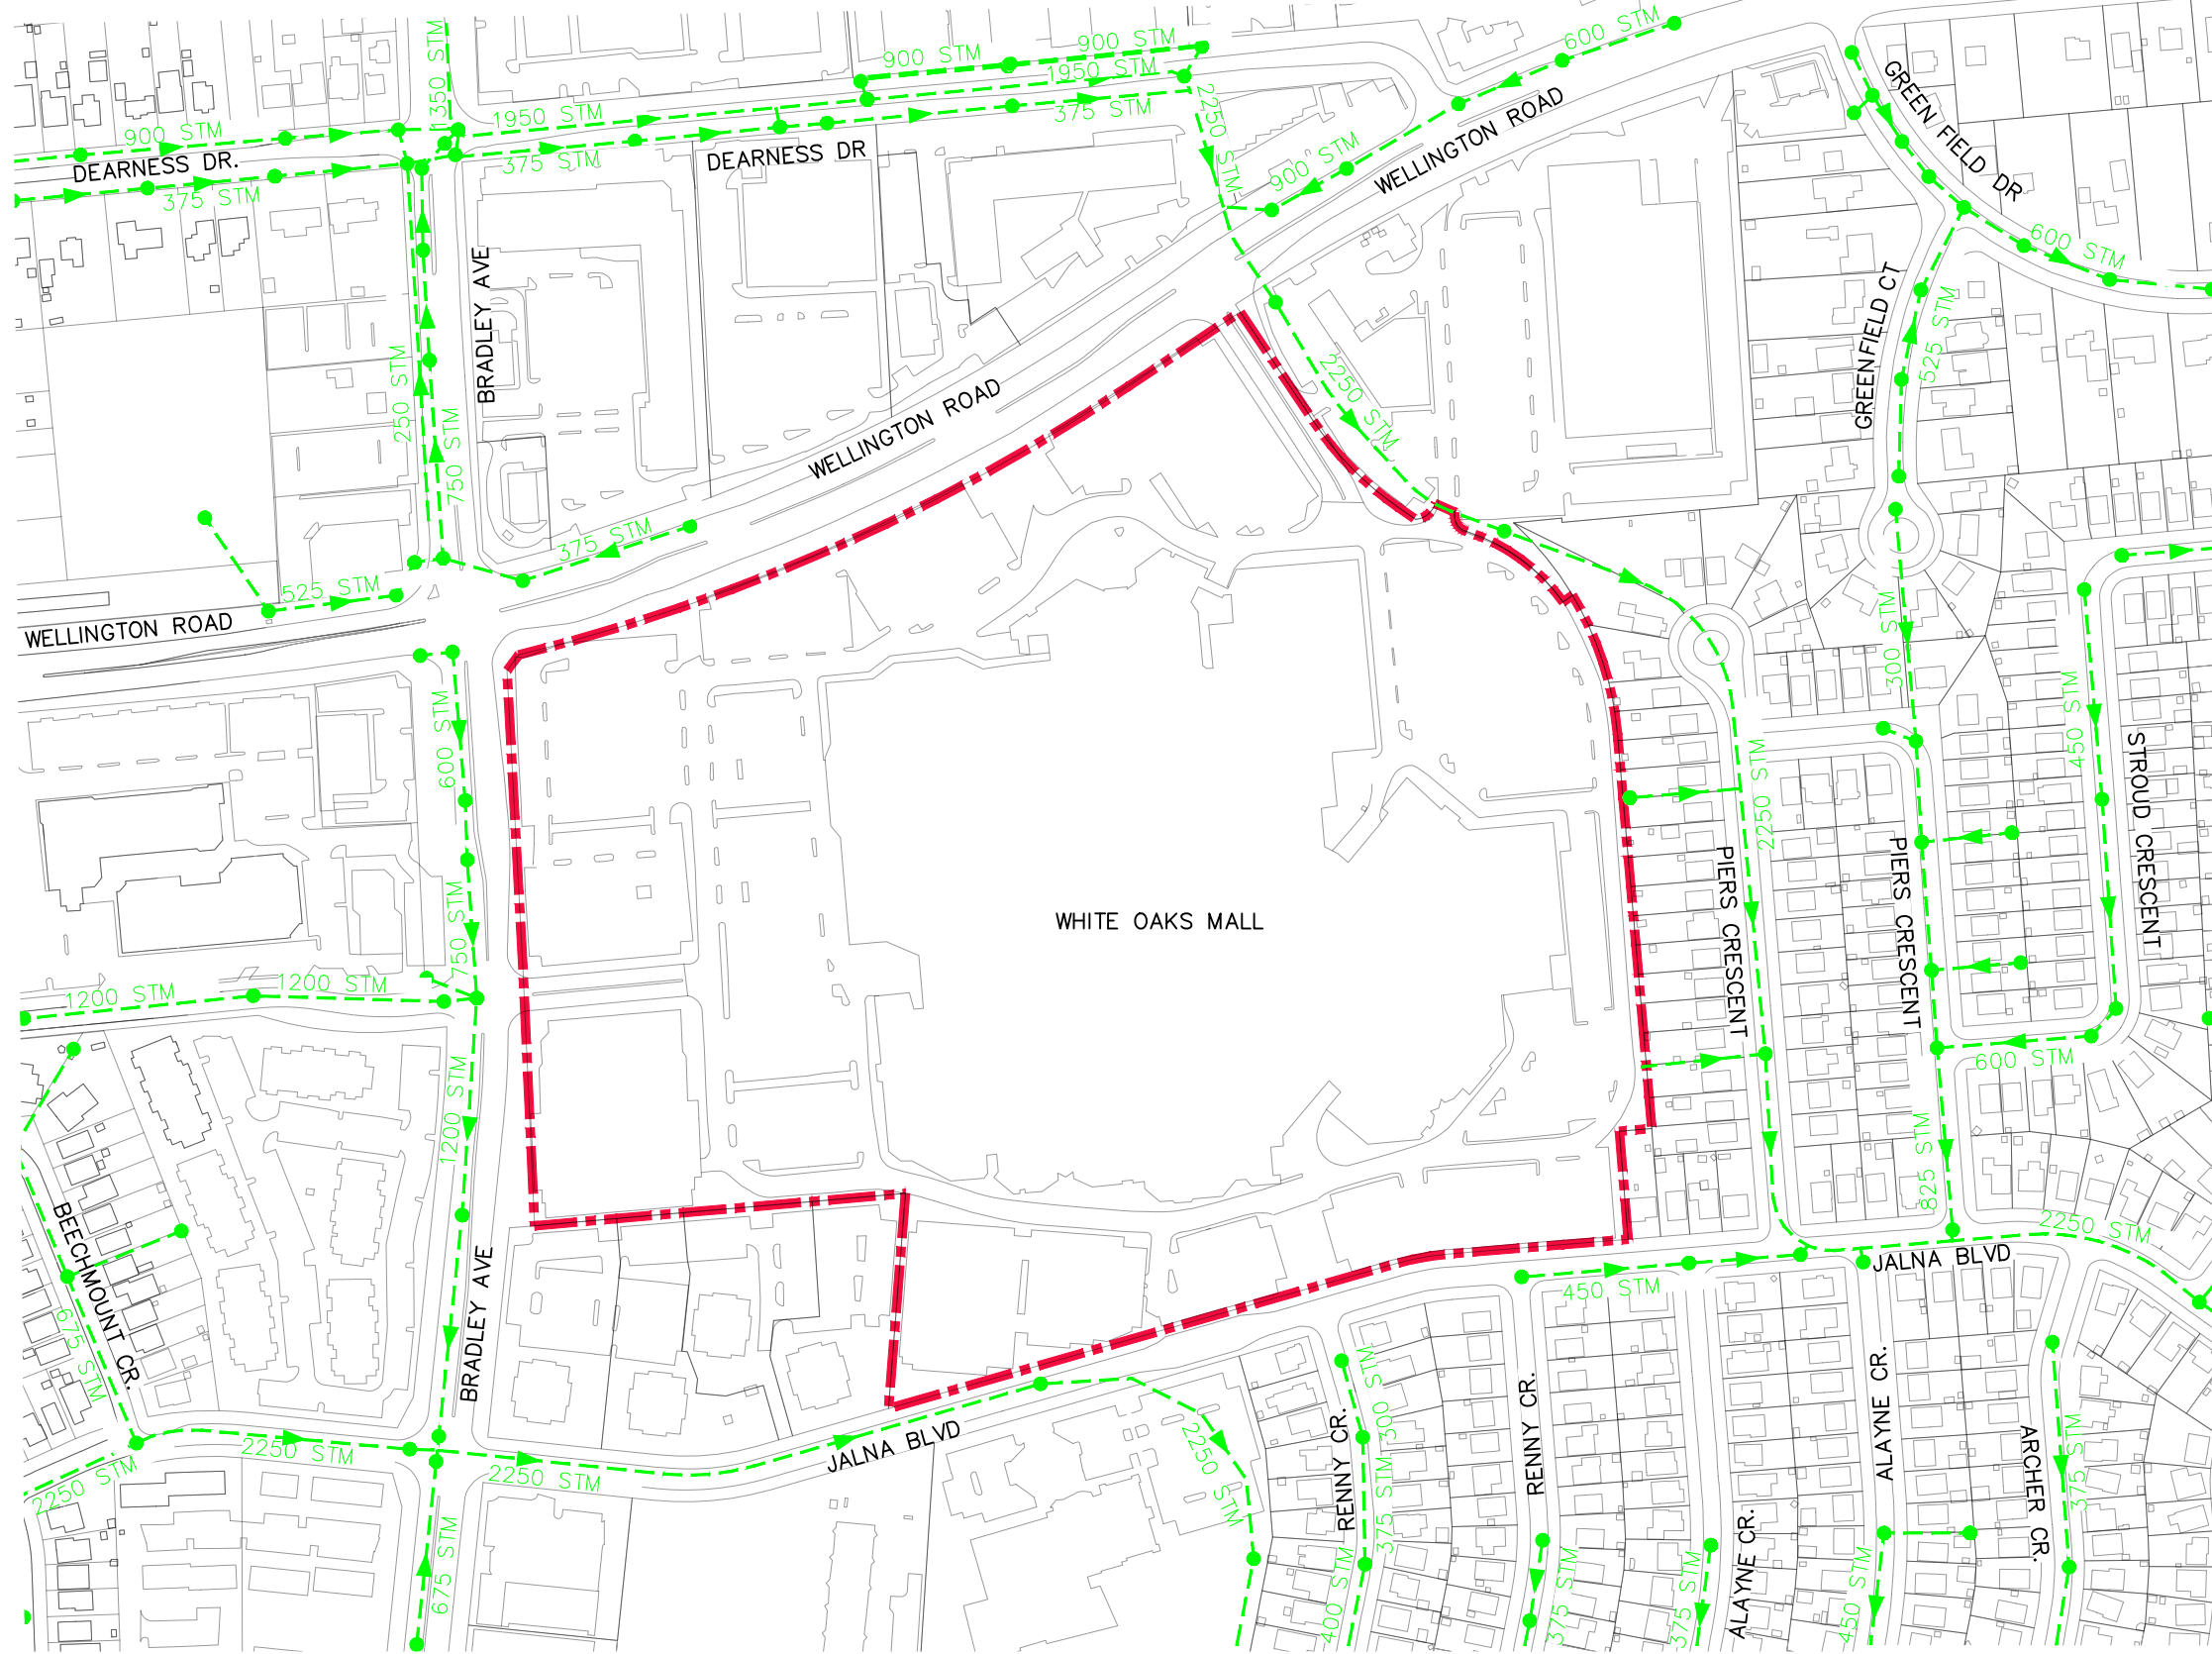 600 STM
900 STM
900 STM
1350 STM
1950 STM
1950 STM
375 STM
2250 STM
GREEN FIELD DR
900 STM
DEARNESS DR.
375 STM
375 STM
DEARNESS DR
900 STM
WELLINGTON ROAD
600 STM
BRADLEY AVE
GREENFIELD CT
525 STM
250 STM
750 STM
WELLINGTON ROAD
2250 STM
375 STM
525 STM
WELLINGTON ROAD
300 STM
600 STM
450 STM
STROUD CRESCENT
2250 STM
PIERS CRESCENT
PIERS CRESCENT
WHITE OAKS MALL
750 STM
1200 STM
1200 STM
600 STM
1200 STM
825 STM
2250 STM
BEECHMOUNT CR.
BRADLEY AVE
JALNA BLVD
450 STM
675 STM
300 STM
RENNY CR.
RENNY CR.
ALAYNE CR.
ARCHER CR.
2250 STM
2250 STM
2250 STM
JALNA BLVD
2250 STM
375 STM
375 STM
675 STM
400 STM
375 STM
375 STM
ALAYNE CR.
450 STM